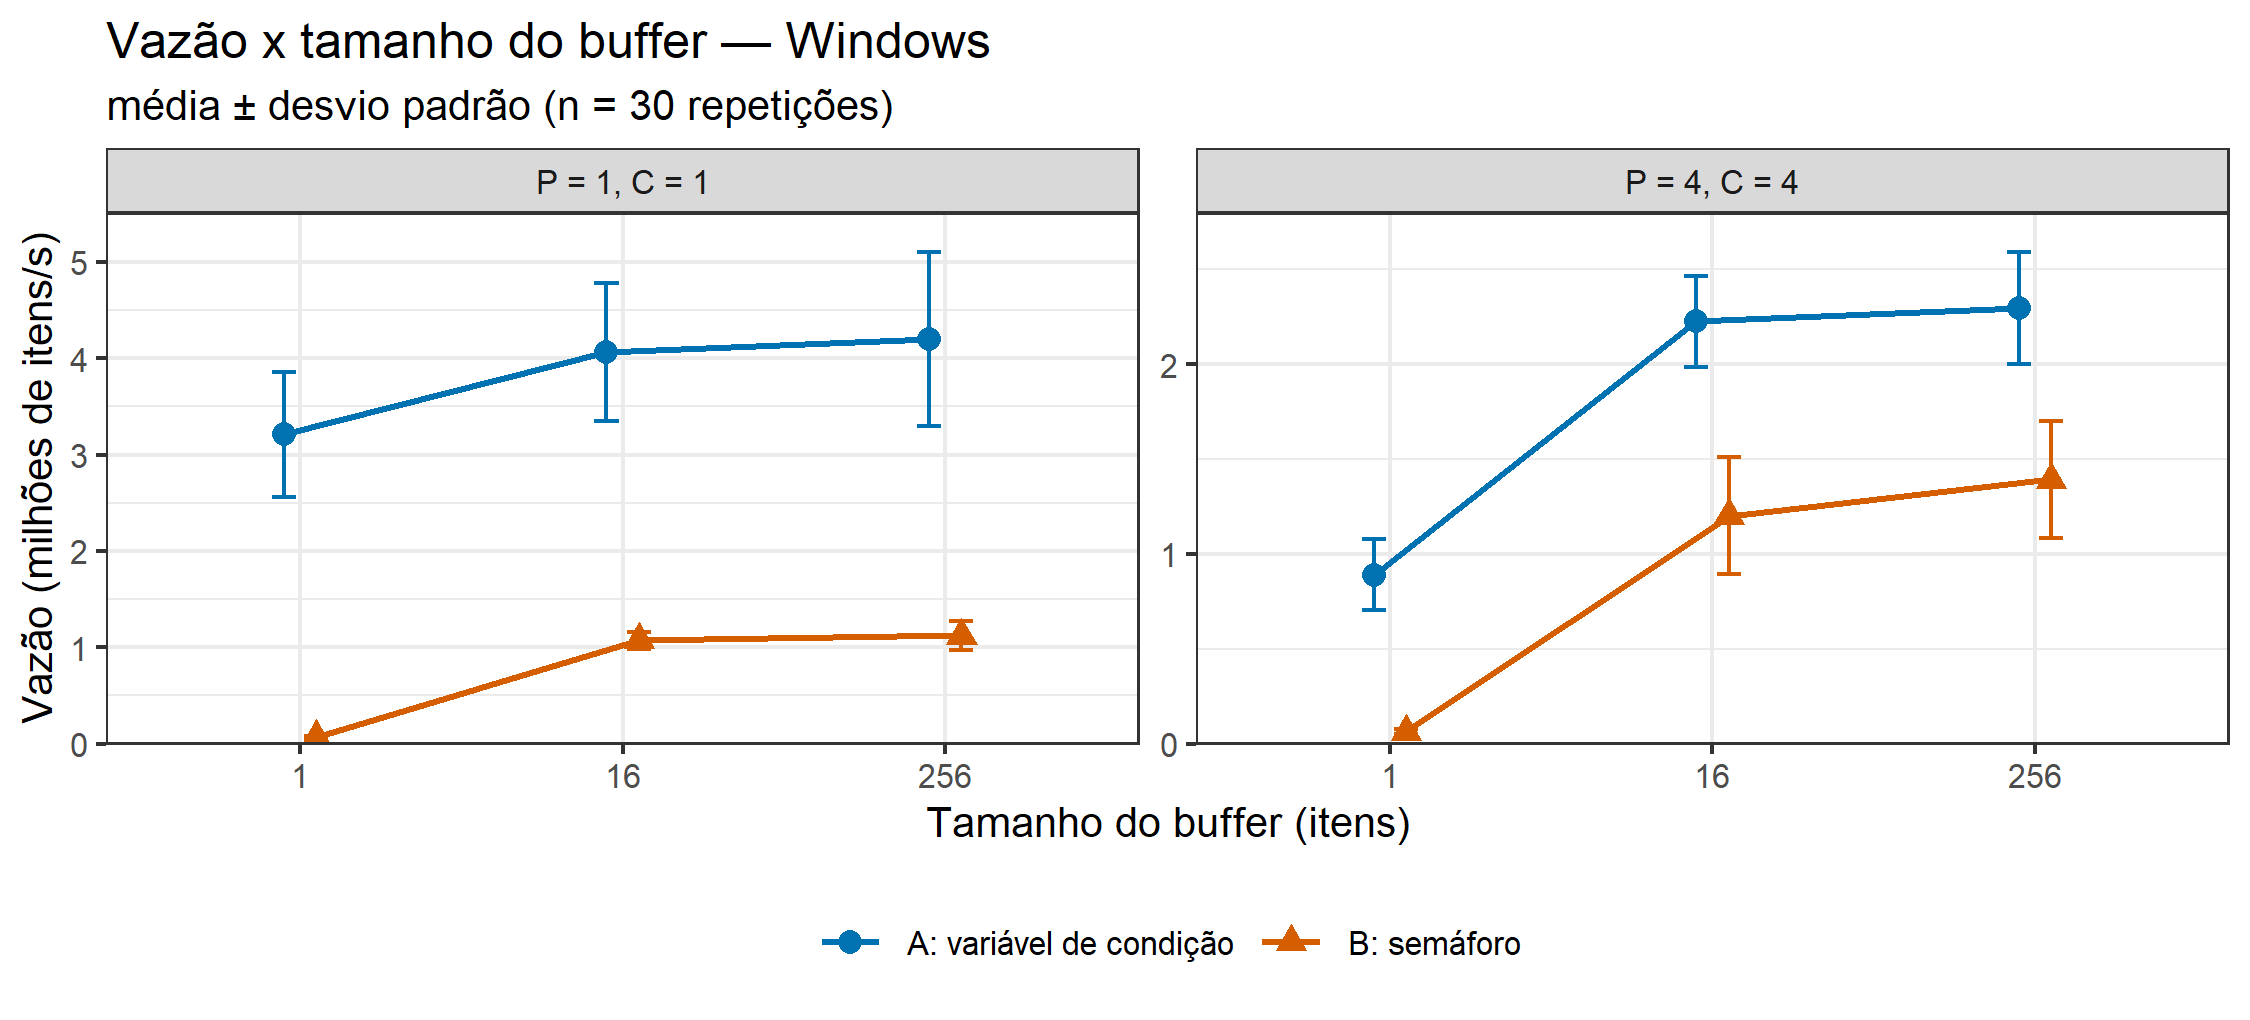 Vazão x tamanho do buffer — Windows
média ± desvio padrão (n = 30 repetições)
P = 1, C = 1
P = 4, C = 4
Vazão (milhões de itens/s)
5
4
3
2
1
0
2
1
0
1 16 256
1 16 256
Tamanho do buffer (itens)
A: variável de condição B: semáforo